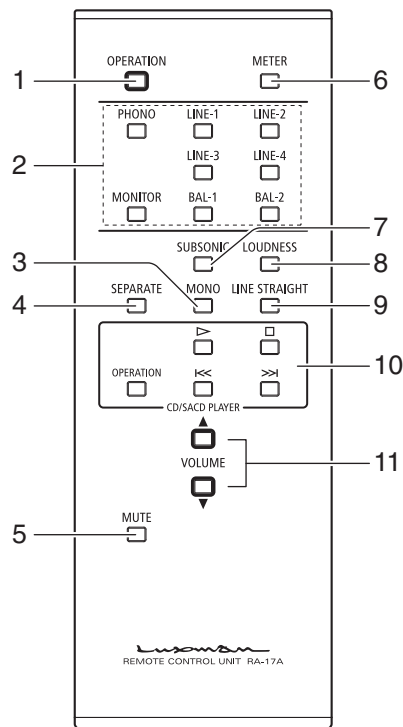 OPERATION METER
1 6
PHONO LINE-1 LINE-2
2 LINE-3 LINE-4
MONITOR BAL-1 BAL-2
7
SUBSONIC LOUDNESS
3 8
SEPARATE MONO LINE STRAIGHT
4 9
10
OPERATION
CD/SACD PLAYER
VOLUME 11
MUTE
5
Luxman
REMOTE CONTROL UNIT RA-17A